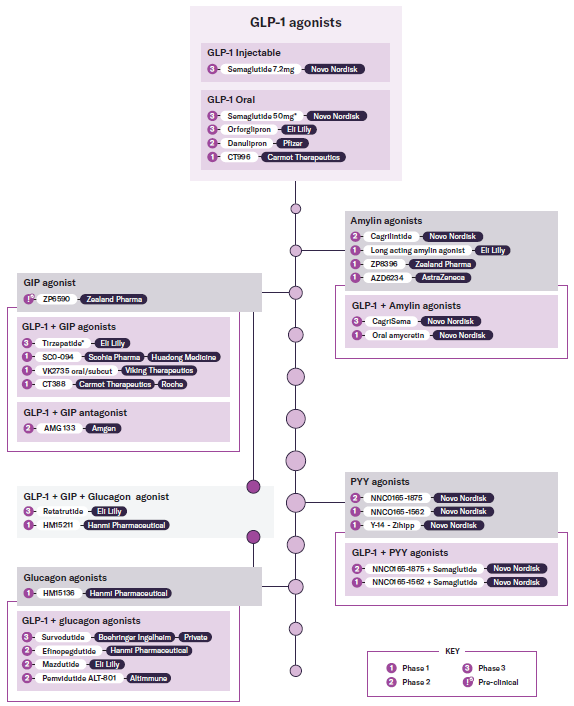 GLP-1 agonists
GLP-1 Injectable
3 Semaglutide 7.2mg Novo Nordisk
GLP-1 Oral
3 Semaglutide 50mg* Novo Nordisk
3 Orforglipron Eli Lilly
2 Danulipron Pfizer
1 CT996 Carmot Therapeutics
Amylin agonists
2 Cagrilintide Novo Nordisk
1 Long acting amylin agonist Eli Lilly
1 ZP8396 Zealand Pharma
1 AZD6234 AstraZeneca
GLP-1 + Amylin agonists
3 CagriSema Novo Nordisk
1 Oral amycretin Novo Nordisk
GIP agonist
ZP6590 Zealand Pharma
GLP-1 + GIP agonists
3 Tirzepatide* Eli Lilly
1 SCO-094 Scohia Pharma Huadong Medicine
1 VK2735 oral/subcut Viking Therapeutics
1 CT388 Carmot Therapeutics Roche
GLP-1 + GIP antagonist
2 AMG 133 Amgen
GLP-1 + GIP + Glucagon agonist
3 Retatrutide Eli Lilly
1 HM15211 Hanmi Pharmaceutical
PYY agonists
2 NNC0165-1875 Novo Nordisk
1 NNC0165-1562 Novo Nordisk
1 Y-14 - Zihipp Novo Nordisk
GLP-1 + PYY agonists
2 NNC0165-1875 + Semaglutide Novo Nordisk
1 NNC0165-1562 + Semaglutide Novo Nordisk
Glucagon agonists
1 HM15136 Hanmi Pharmaceutical
GLP-1 + glucagon agonists
3 Survodutide Boehringer Ingelheim Private
2 Efinopegdutide Hanmi Pharmaceutical
2 Mazdutide Eli Lilly
2 Pemvidutide ALT-801 Altimmune
KEY
1 Phase 1 3 Phase 3
2 Phase 2 Pre-clinical